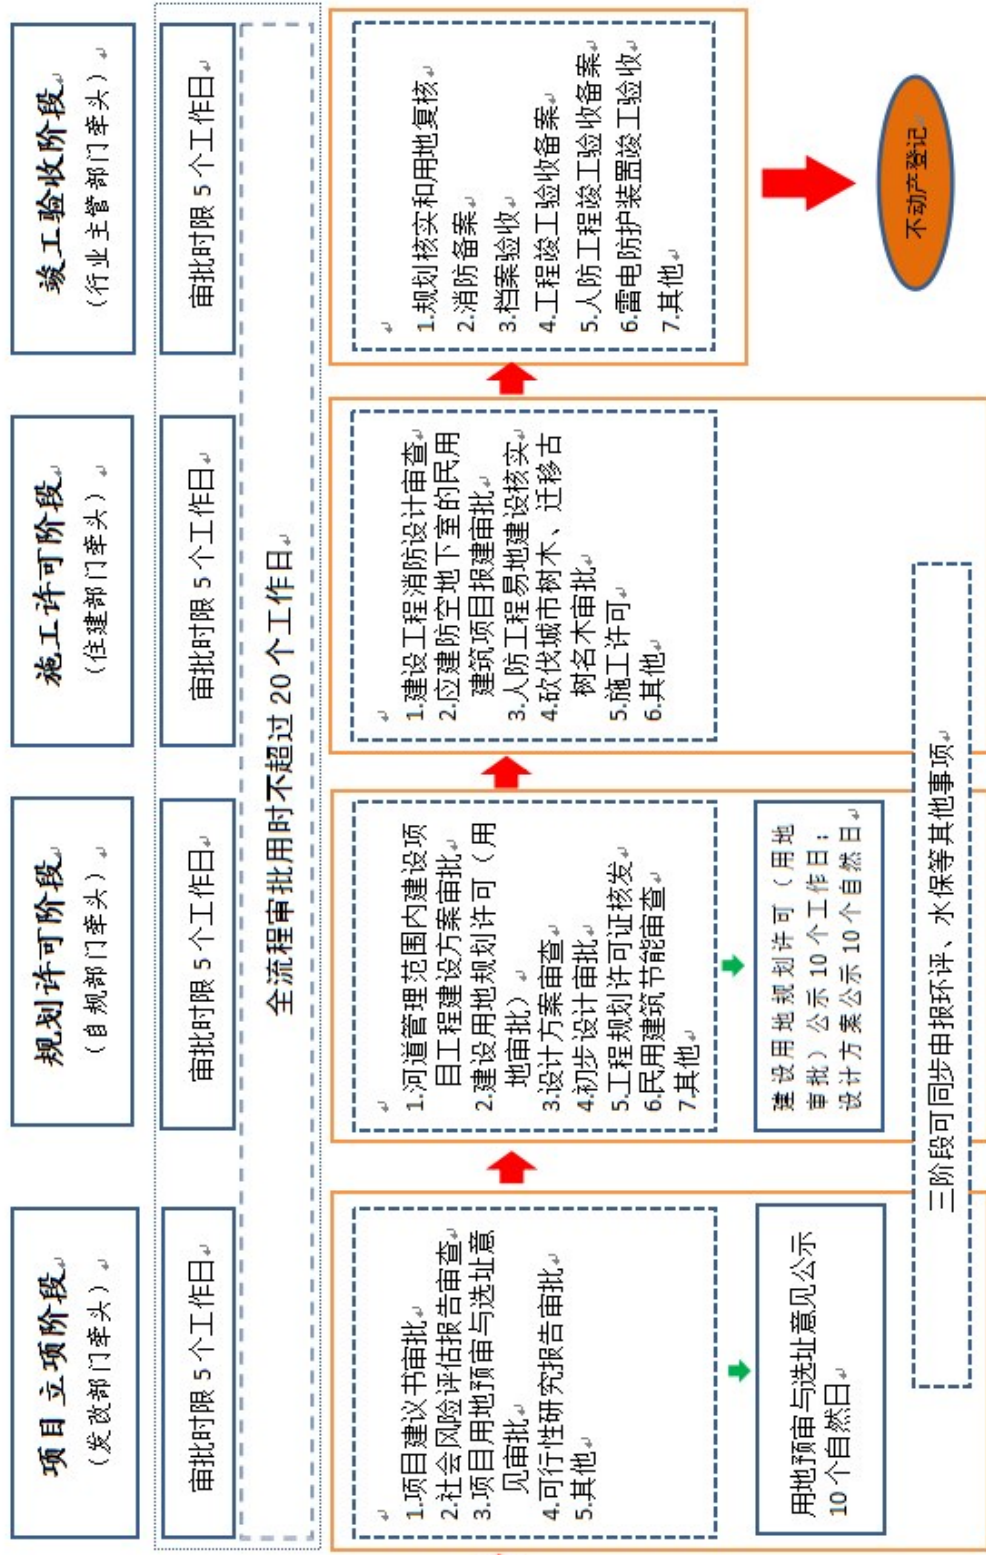 项目立项阶段
（发改部门牵头）
规划许可阶段
（自规部门牵头）
施工许可阶段
（住建部门牵头）
竣工验收阶段
（行业主管部门牵头）
审批时限 5 个工作日
审批时限 5 个工作日
审批时限 5 个工作日
审批时限 5 个工作日
全流程审批用时不超过 20 个工作日
1.项目建议书审批
2.社会风险评估报告审查
3.项目用地预审与选址意
见审批
4.可行性研究报告审批
5.其他
用地预审与选址意见公示
10 个自然日
1.河道管理范围内建设项
目工程建设方案审批
2.建设用地规划许可（用
地审批）
3.设计方案审查
4.初步设计审批
5.工程规划许可证核发
6.民用建筑节能审查
7.其他
建设用地规划许可（用地
审批）公示 10 个工作日；
设计方案公示 10 个自然日
1.建设工程消防设计审查
2.应建防空地下室的民用
建筑项目报建审批
3.人防工程易地建设核实
4.砍伐城市树木、迁移古
树名木审批
5.施工许可
6.其他
三阶段可同步申报环评、水保等其他事项
1.规划核实和用地复核
2.消防备案
3.档案验收
4.工程竣工验收备案
5.人防工程竣工验收备案
6.雷电防护装置竣工验收
7.其他
不动产登记